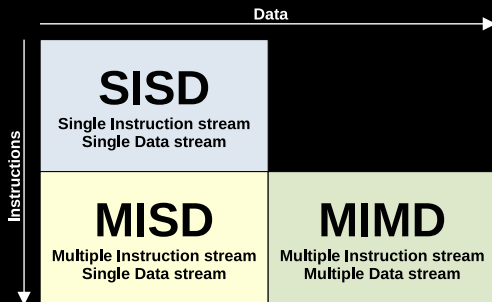 Data
Instructions
SISD
Single Instruction stream
Single Data stream
MISD
Multiple Instruction stream
Single Data stream
MIMD
Multiple Instruction stream
Multiple Data stream